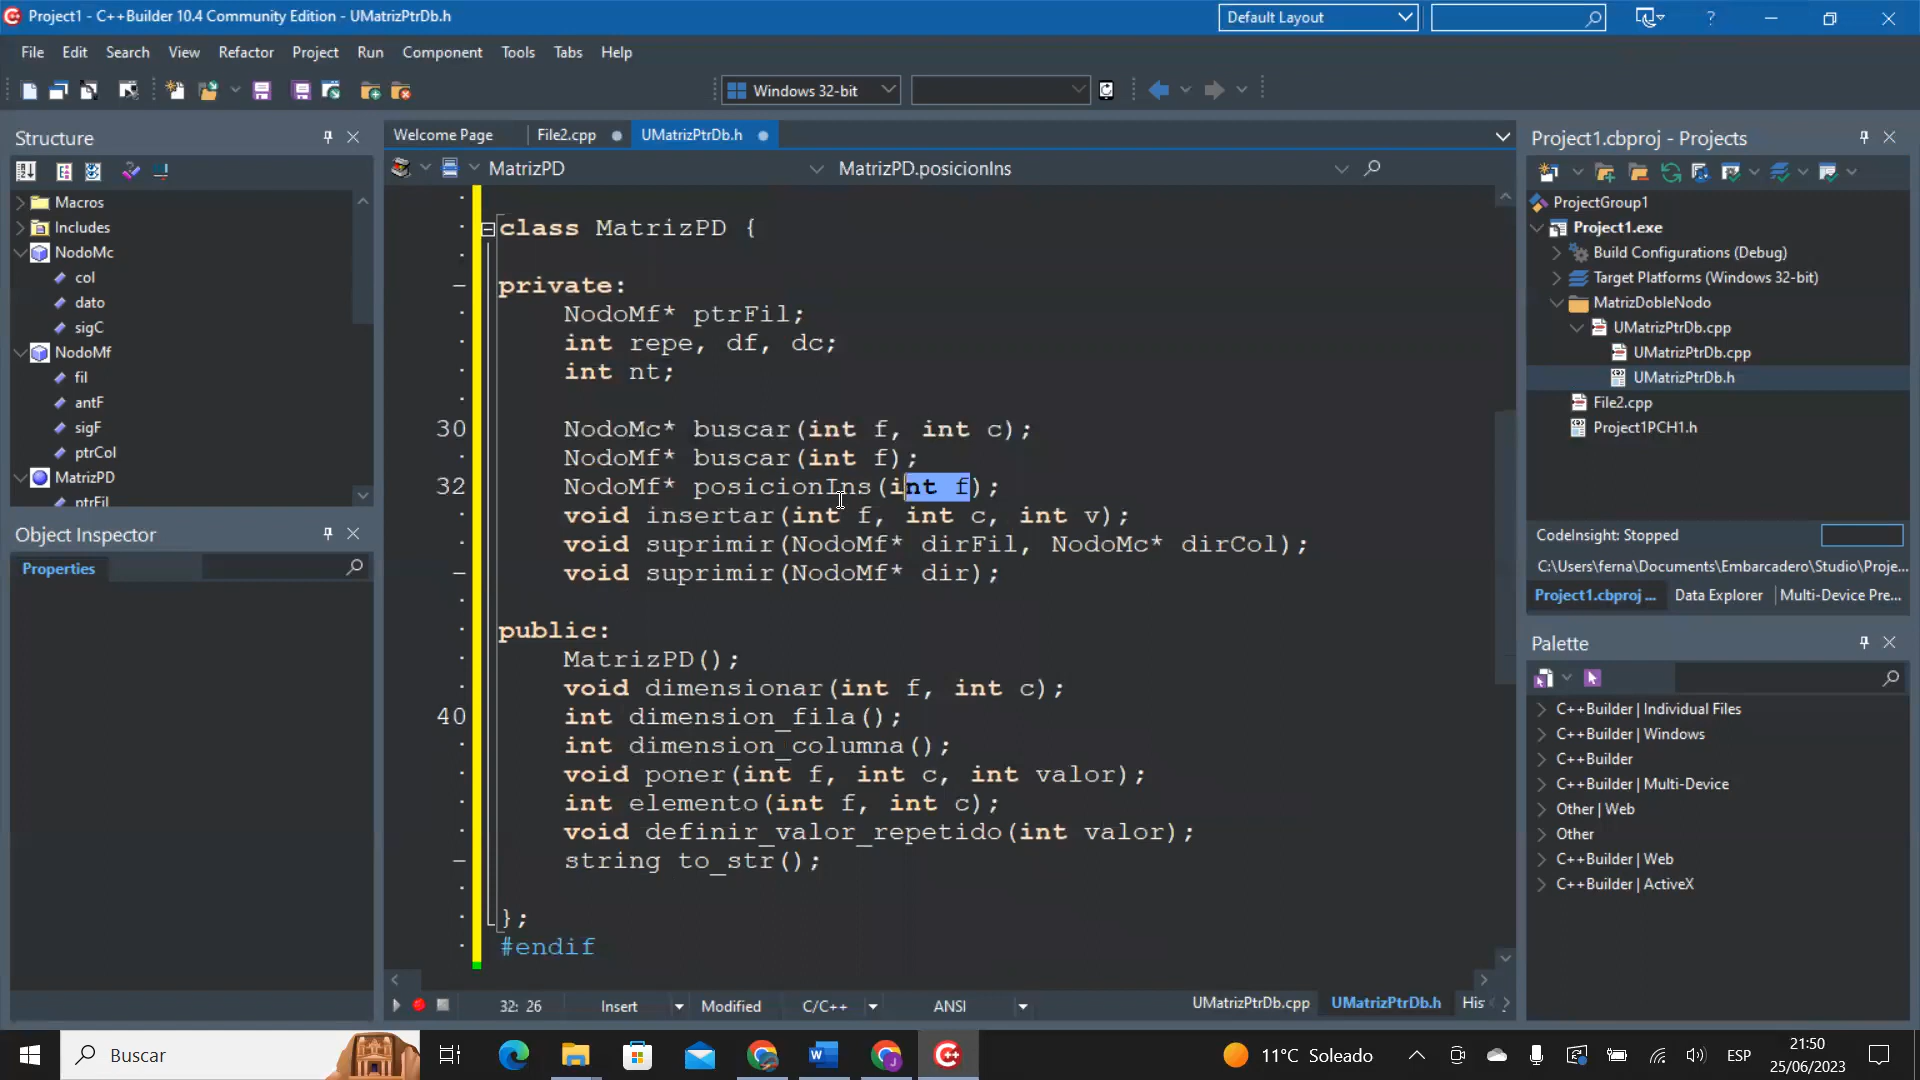 Project1 - C++Builder 10.4 Community Edition - UMatrizPtrDb.h
Default Layout
?
File Edit Search View Refactor Project Run Component Tools Tabs Help
Windows 32-bit
Structure
Macros
Includes
NodoMc
col
dato
sigC
NodoMf
fil
antF
sigF
ptrCol
MatrizPD
ptrFil
Object Inspector
Properties
Welcome Page File2.cpp UMatrizPtrDb.h
MatrizPD MatrizPD.posicionIns
class MatrizPD {
private:
NodoMf* ptrFil;
int repe, df, dc;
int nt;
30 NodoMc* buscar(int f, int c);
NodoMf* buscar(int f);
32 NodoMf* posicionIns(int f);
void insertar(int f, int c, int v);
void suprimir(NodoMf* dirFil, NodoMc* dirCol);
void suprimir(NodoMf* dir);
public:
MatrizPD();
void dimensionar(int f, int c);
40 int dimension_fila();
int dimension_columna();
void poner(int f, int c, int valor);
int elemento(int f, int c);
void definir_valor_repetido(int valor);
string to_str();
};
#endif
32: 26 Insert Modified C/C++ ANSI UMatrizPtrDb.cpp UMatrizPtrDb.h His
Project1.cbproj - Projects
ProjectGroup1
Project1.exe
Build Configurations (Debug)
Target Platforms (Windows 32-bit)
MatrizDobleNodo
UMatrizPtrDb.cpp
UMatrizPtrDb.cpp
UMatrizPtrDb.h
File2.cpp
Project1PCH1.h
CodeInsight: Stopped
C:\Users\ferna\Documents\Embarcadero\Studio\Proje...
Project1.cbproj ... Data Explorer Multi-Device Pre...
Palette
C++Builder | Individual Files
C++Builder | Windows
C++Builder
C++Builder | Multi-Device
Other | Web
Other
C++Builder | Web
C++Builder | ActiveX
Buscar
11°C Soleado
ESP
21:50
25/06/2023